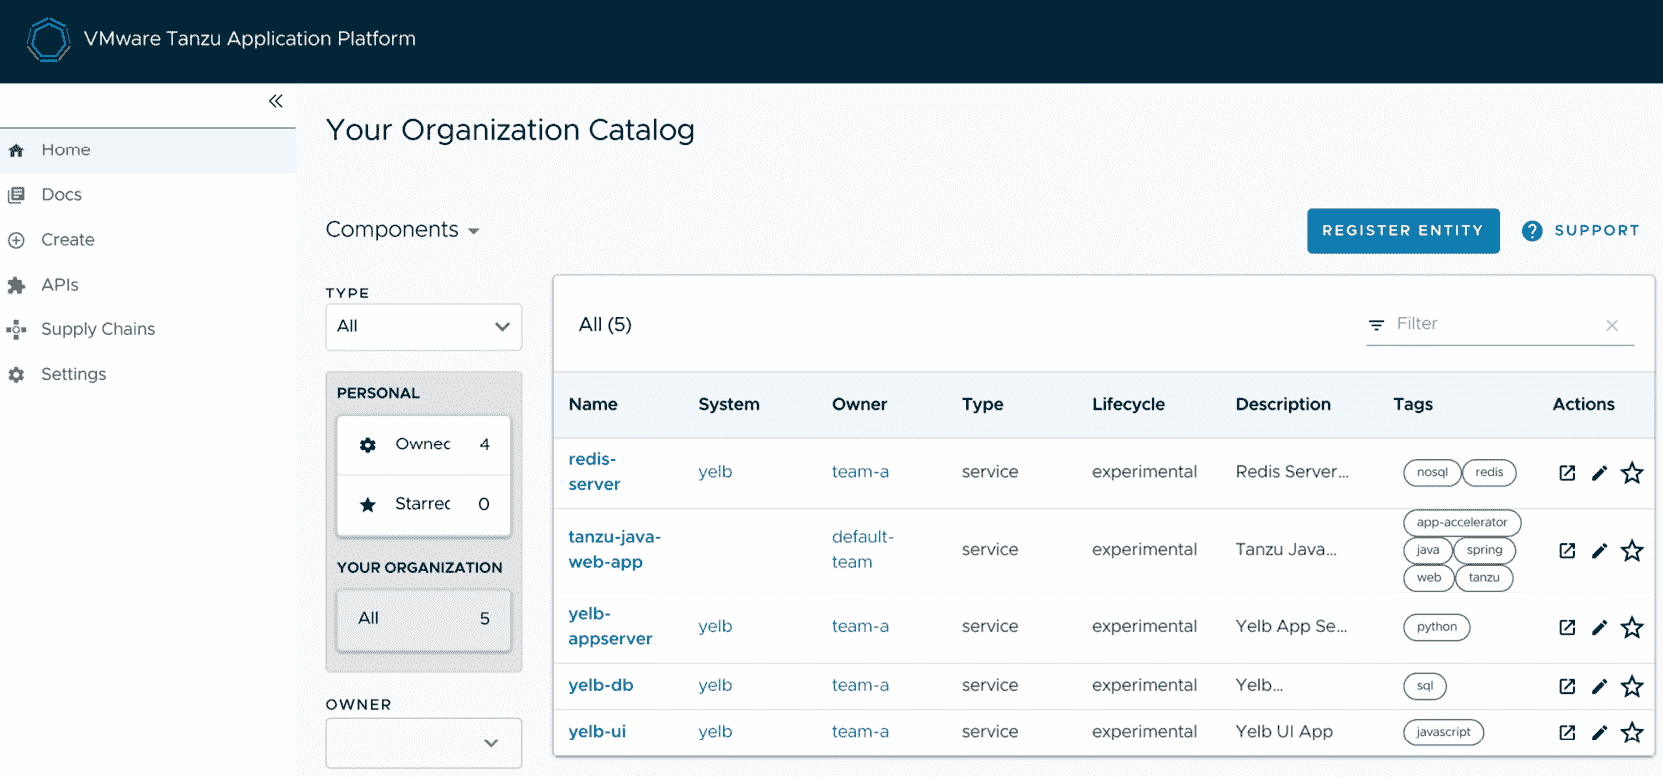 VMware Tanzu Application Platform
Home
Docs
Create
APIs
Supply Chains
Settings
Your Organization Catalog
Components
REGISTER ENTITY
? SUPPORT
TYPE
All
PERSONAL
Owned 4
Starred 0
YOUR ORGANIZATION
All 5
OWNER
All (5)
Filter
Name System Owner Type Lifecycle Description Tags Actions
redis-
server
yelb team-a service experimental Redis Server... nosql redis
tanzu-java-
web-app
default-
team
service experimental Tanzu Java...
app-accelerator
java spring
web tanzu
yelb-
appserver
yelb team-a service experimental Yelb App Se... python
yelb-db yelb team-a service experimental Yelb... sql
yelb-ui yelb team-a service experimental Yelb UI App javascript